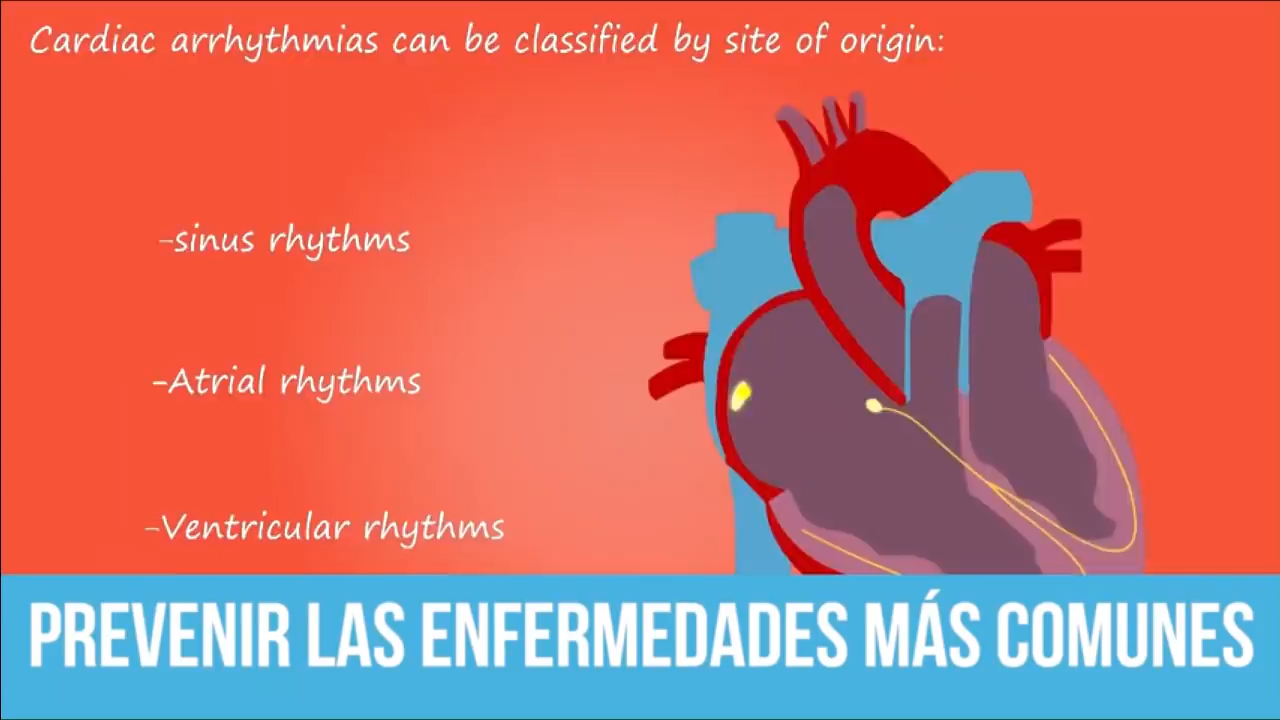 Cardiac arrhythmias can be classified by site of origin:
-sinus rhythms
-Atrial rhythms
-Ventricular rhythms
PREVENIR LAS ENFERMEDADES MÁS COMUNES